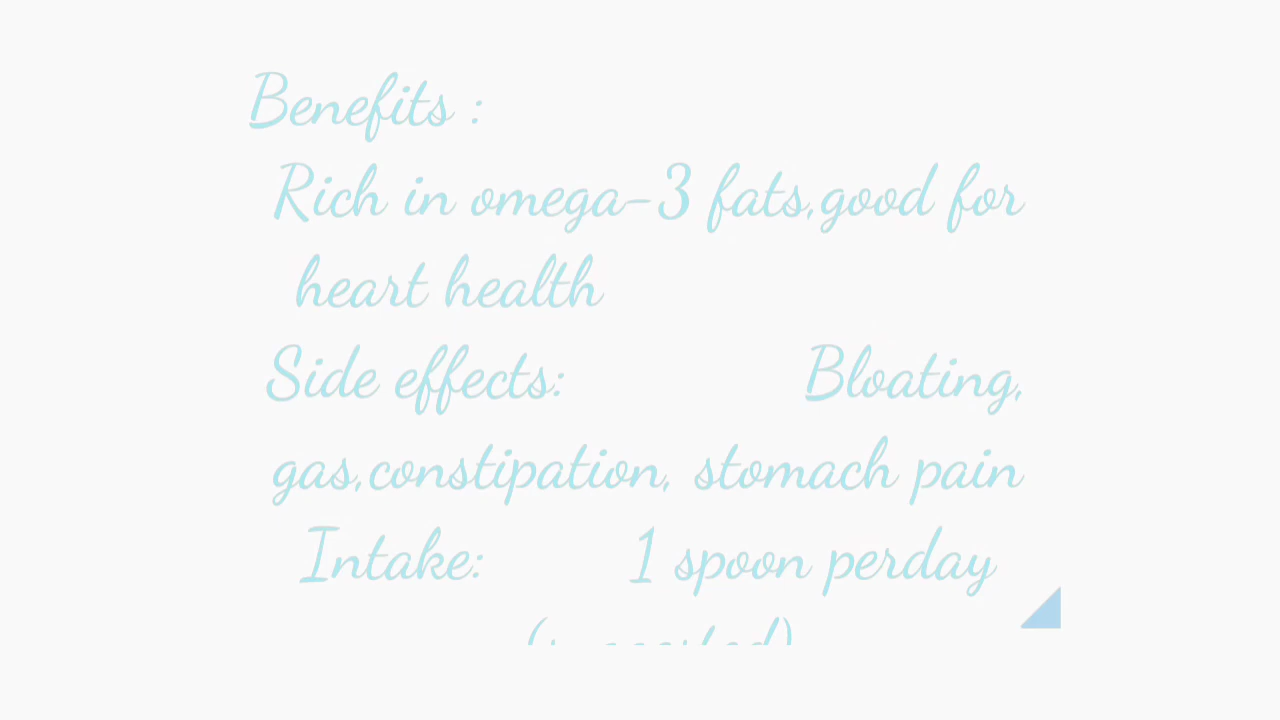 Benefits :
Rich in omega-3 fats,good for
heart health
Side effects: Bloating,
gas,constipation, stomach pain
Intake: 1 spoon perday